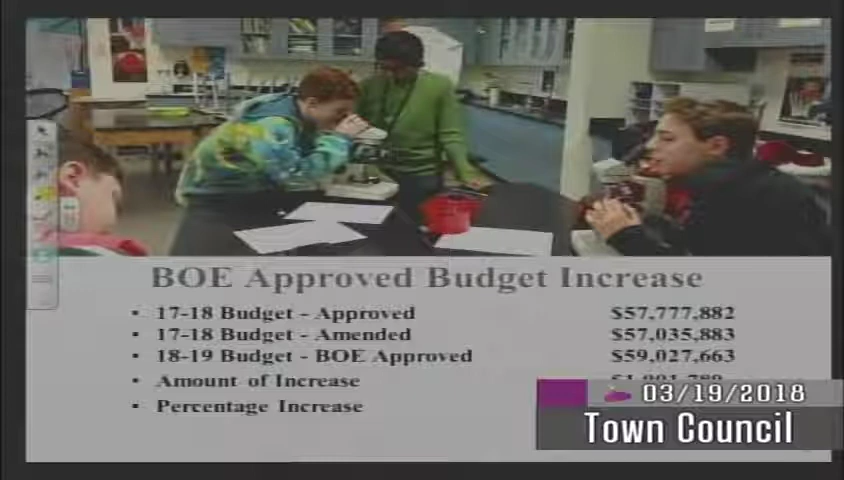 BOE Approved Budget Increase
• 17-18 Budget - Approved $57,777,882
• 17-18 Budget - Amended $57,035,883
• 18-19 Budget - BOE Approved $59,027,663
• Amount of Increase
• Percentage Increase
03/19/2018
Town Council